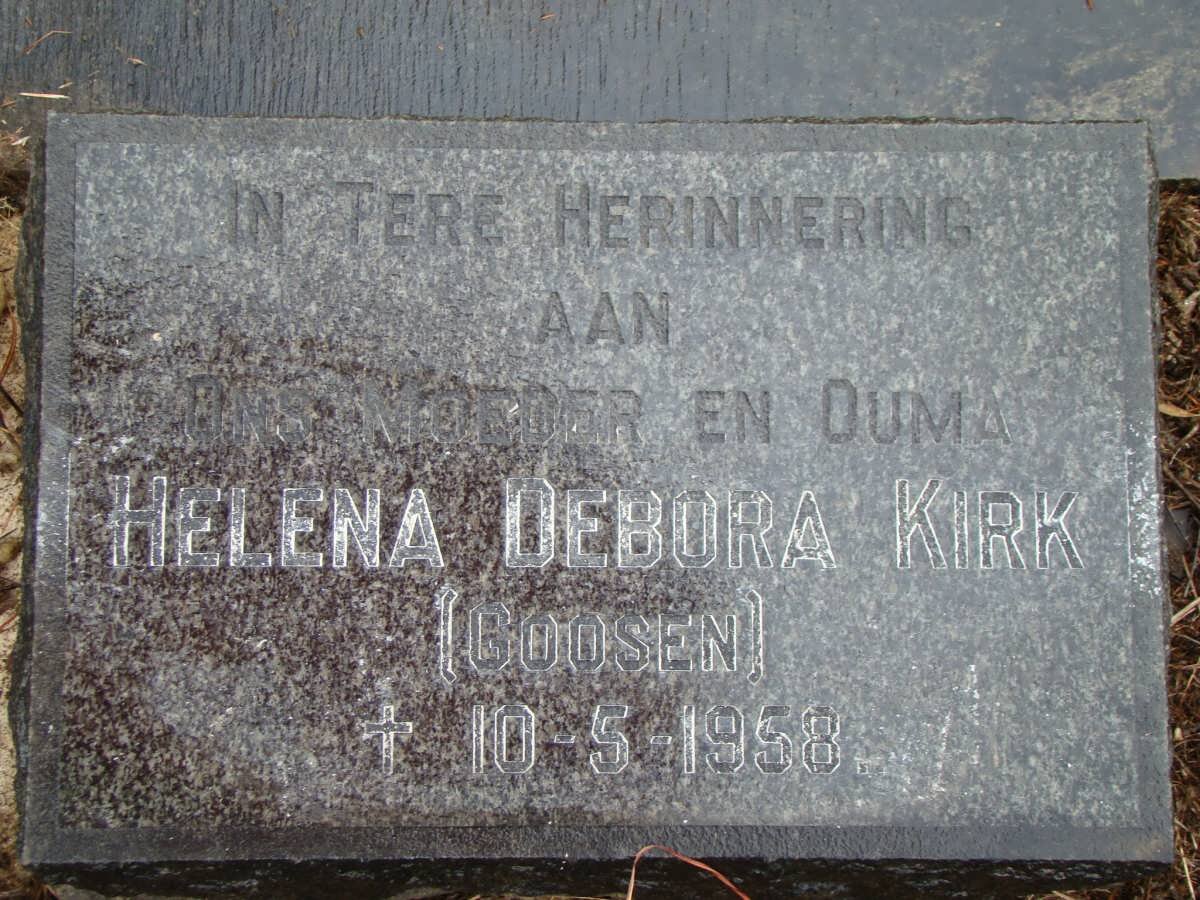 IN TERE HERINNERING
AAN
ONS MOEDER EN OUMA
HELENA DEBORA KIRK
(GOOSEN)
† 10-5-1958.